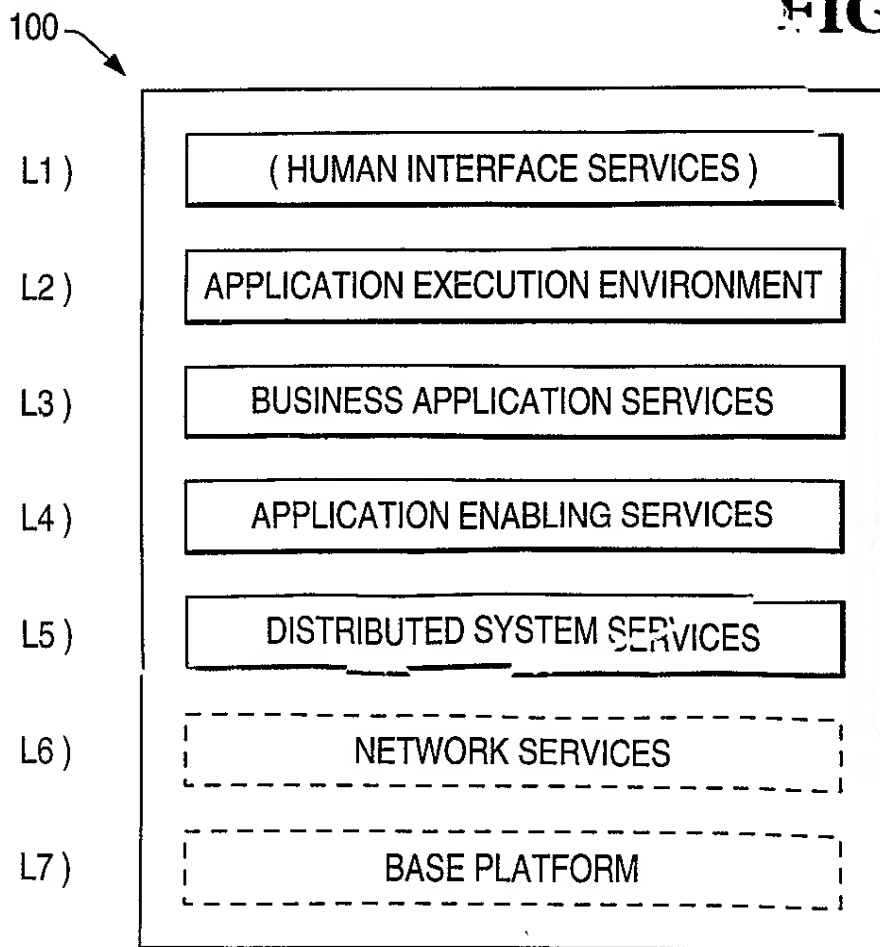 FIG
100
L1 ) ( HUMAN INTERFACE SERVICES )
L2 ) APPLICATION EXECUTION ENVIRONMENT
L3 ) BUSINESS APPLICATION SERVICES
L4 ) APPLICATION ENABLING SERVICES
L5 ) DISTRIBUTED SYSTEM SERVICES
L6 ) NETWORK SERVICES
L7 ) BASE PLATFORM